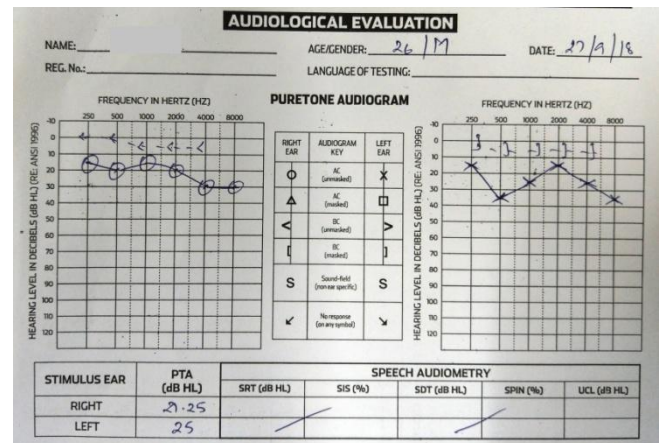 AUDIOLOGICAL EVALUATION
NAME: AGE/GENDER: 26 / M DATE: 27/9/18
REG. No.: LANGUAGE OF TESTING:
PURETONE AUDIOGRAM
FREQUENCY IN HERTZ (HZ)
250 500 1000 2000 4000 8000
HEARING LEVEL IN DECIBELS (dB HL) (RE: ANSI 1996)
-10
0
10
20
30
40
50
60
70
80
90
100
110
120
RIGHT EAR AUDIOGRAM KEY LEFT EAR
O AC (unmasked) X
△ AC (masked) □
< BC (unmasked) >
[ BC (masked) ]
S Sound-field (non ear specific) S
↙ No response (on any symbol) ↘
FREQUENCY IN HERTZ (HZ)
250 500 1000 2000 4000 8000
HEARING LEVEL IN DECIBELS (dB HL) (RE: ANSI 1996)
-10
0
10
20
30
40
50
60
70
80
90
100
110
120
STIMULUS EAR PTA (dB HL) SPEECH AUDIOMETRY
SRT (dB HL) SIS (%) SDT (dB HL) SPIN (%) UCL (dB HL)
RIGHT 21.25
LEFT 25